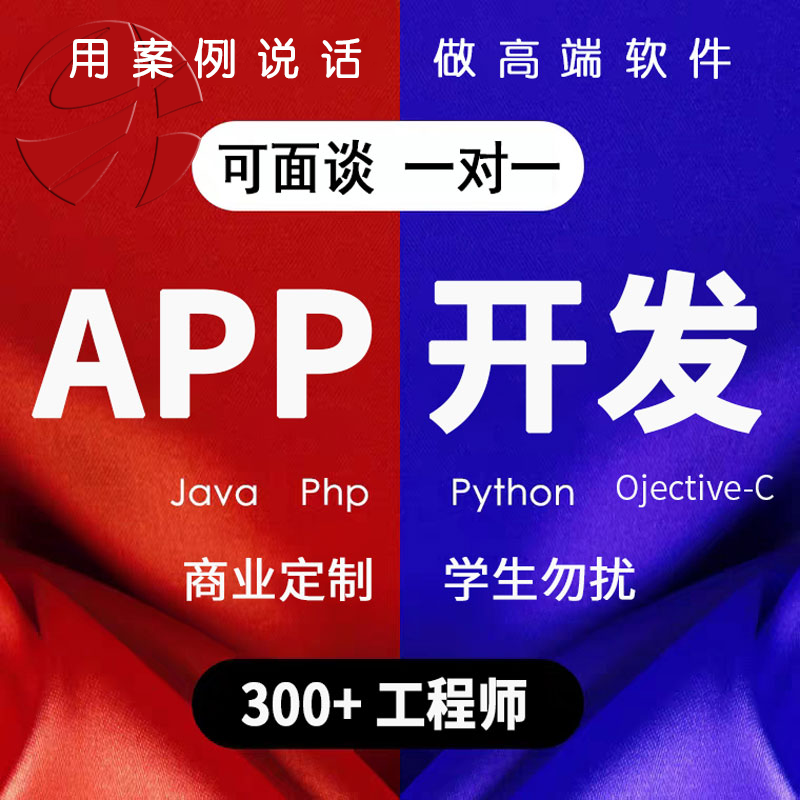 用案例说话 做高端软件
可面谈 一对一
APP 开发
Java Php Python Ojective-C
商业定制 学生勿扰
300+ 工程师